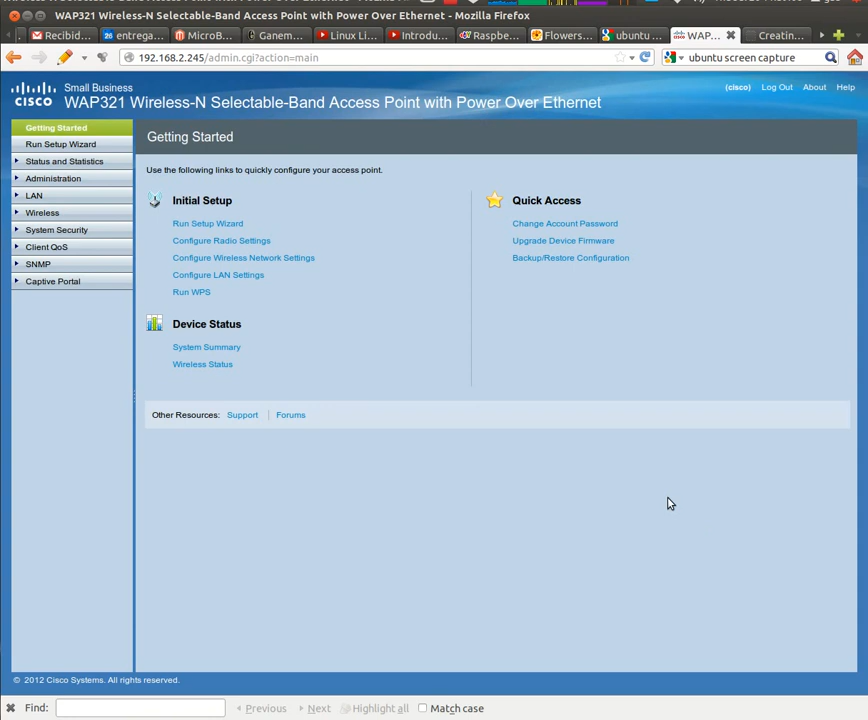 WAP321 Wireless-N Selectable-Band Access Point with Power Over Ethernet - Mozilla Firefox
Recibid... entrega... MicroB... Ganem... Linux Li... Introdu... Raspbe... Flowers... ubuntu ... WAP... Creatin...
192.168.2.245/admin.cgi?action=main
ubuntu screen capture
Small Business
cisco WAP321 Wireless-N Selectable-Band Access Point with Power Over Ethernet
(cisco) Log Out About Help
Getting Started
Run Setup Wizard
Status and Statistics
Administration
LAN
Wireless
System Security
Client QoS
SNMP
Captive Portal
Getting Started
Use the following links to quickly configure your access point.
Initial Setup
Run Setup Wizard
Configure Radio Settings
Configure Wireless Network Settings
Configure LAN Settings
Run WPS
Device Status
System Summary
Wireless Status
Quick Access
Change Account Password
Upgrade Device Firmware
Backup/Restore Configuration
Other Resources: Support | Forums
© 2012 Cisco Systems. All rights reserved.
Find: Previous Next Highlight all Match case